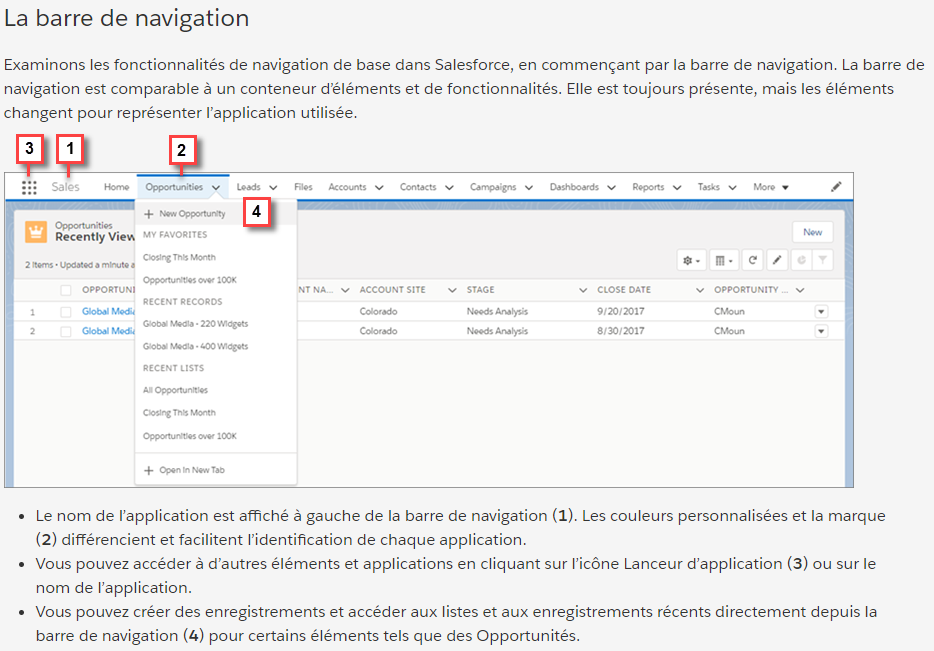 La barre de navigation
Examinons les fonctionnalités de navigation de base dans Salesforce, en commençant par la barre de navigation. La barre de
navigation est comparable à un conteneur d’éléments et de fonctionnalités. Elle est toujours présente, mais les éléments
changent pour représenter l’application utilisée.
3 1 2
Sales Home Opportunities Leads Files Accounts Contacts Campaigns Dashboards Reports Tasks More
+ New Opportunity 4
MY FAVORITES
Closing This Month
Opportunities over 100K
RECENT RECORDS
Global Media - 220 Widgets
Global Media - 400 Widgets
RECENT LISTS
All Opportunities
Closing This Month
Opportunities over 100K
+ Open In New Tab
Opportunities
Recently View
New
2 Items • Updated a minute a
OPPORTUNI NT NA... ACCOUNT SITE STAGE CLOSE DATE OPPORTUNITY ...
1 Global Media Colorado Needs Analysis 9/20/2017 CMoun
2 Global Media Colorado Needs Analysis 8/30/2017 CMoun
• Le nom de l’application est affiché à gauche de la barre de navigation (1). Les couleurs personnalisées et la marque
(2) différencient et facilitent l’identification de chaque application.
• Vous pouvez accéder à d’autres éléments et applications en cliquant sur l’icône Lanceur d’application (3) ou sur le
nom de l’application.
• Vous pouvez créer des enregistrements et accéder aux listes et aux enregistrements récents directement depuis la
barre de navigation (4) pour certains éléments tels que des Opportunités.